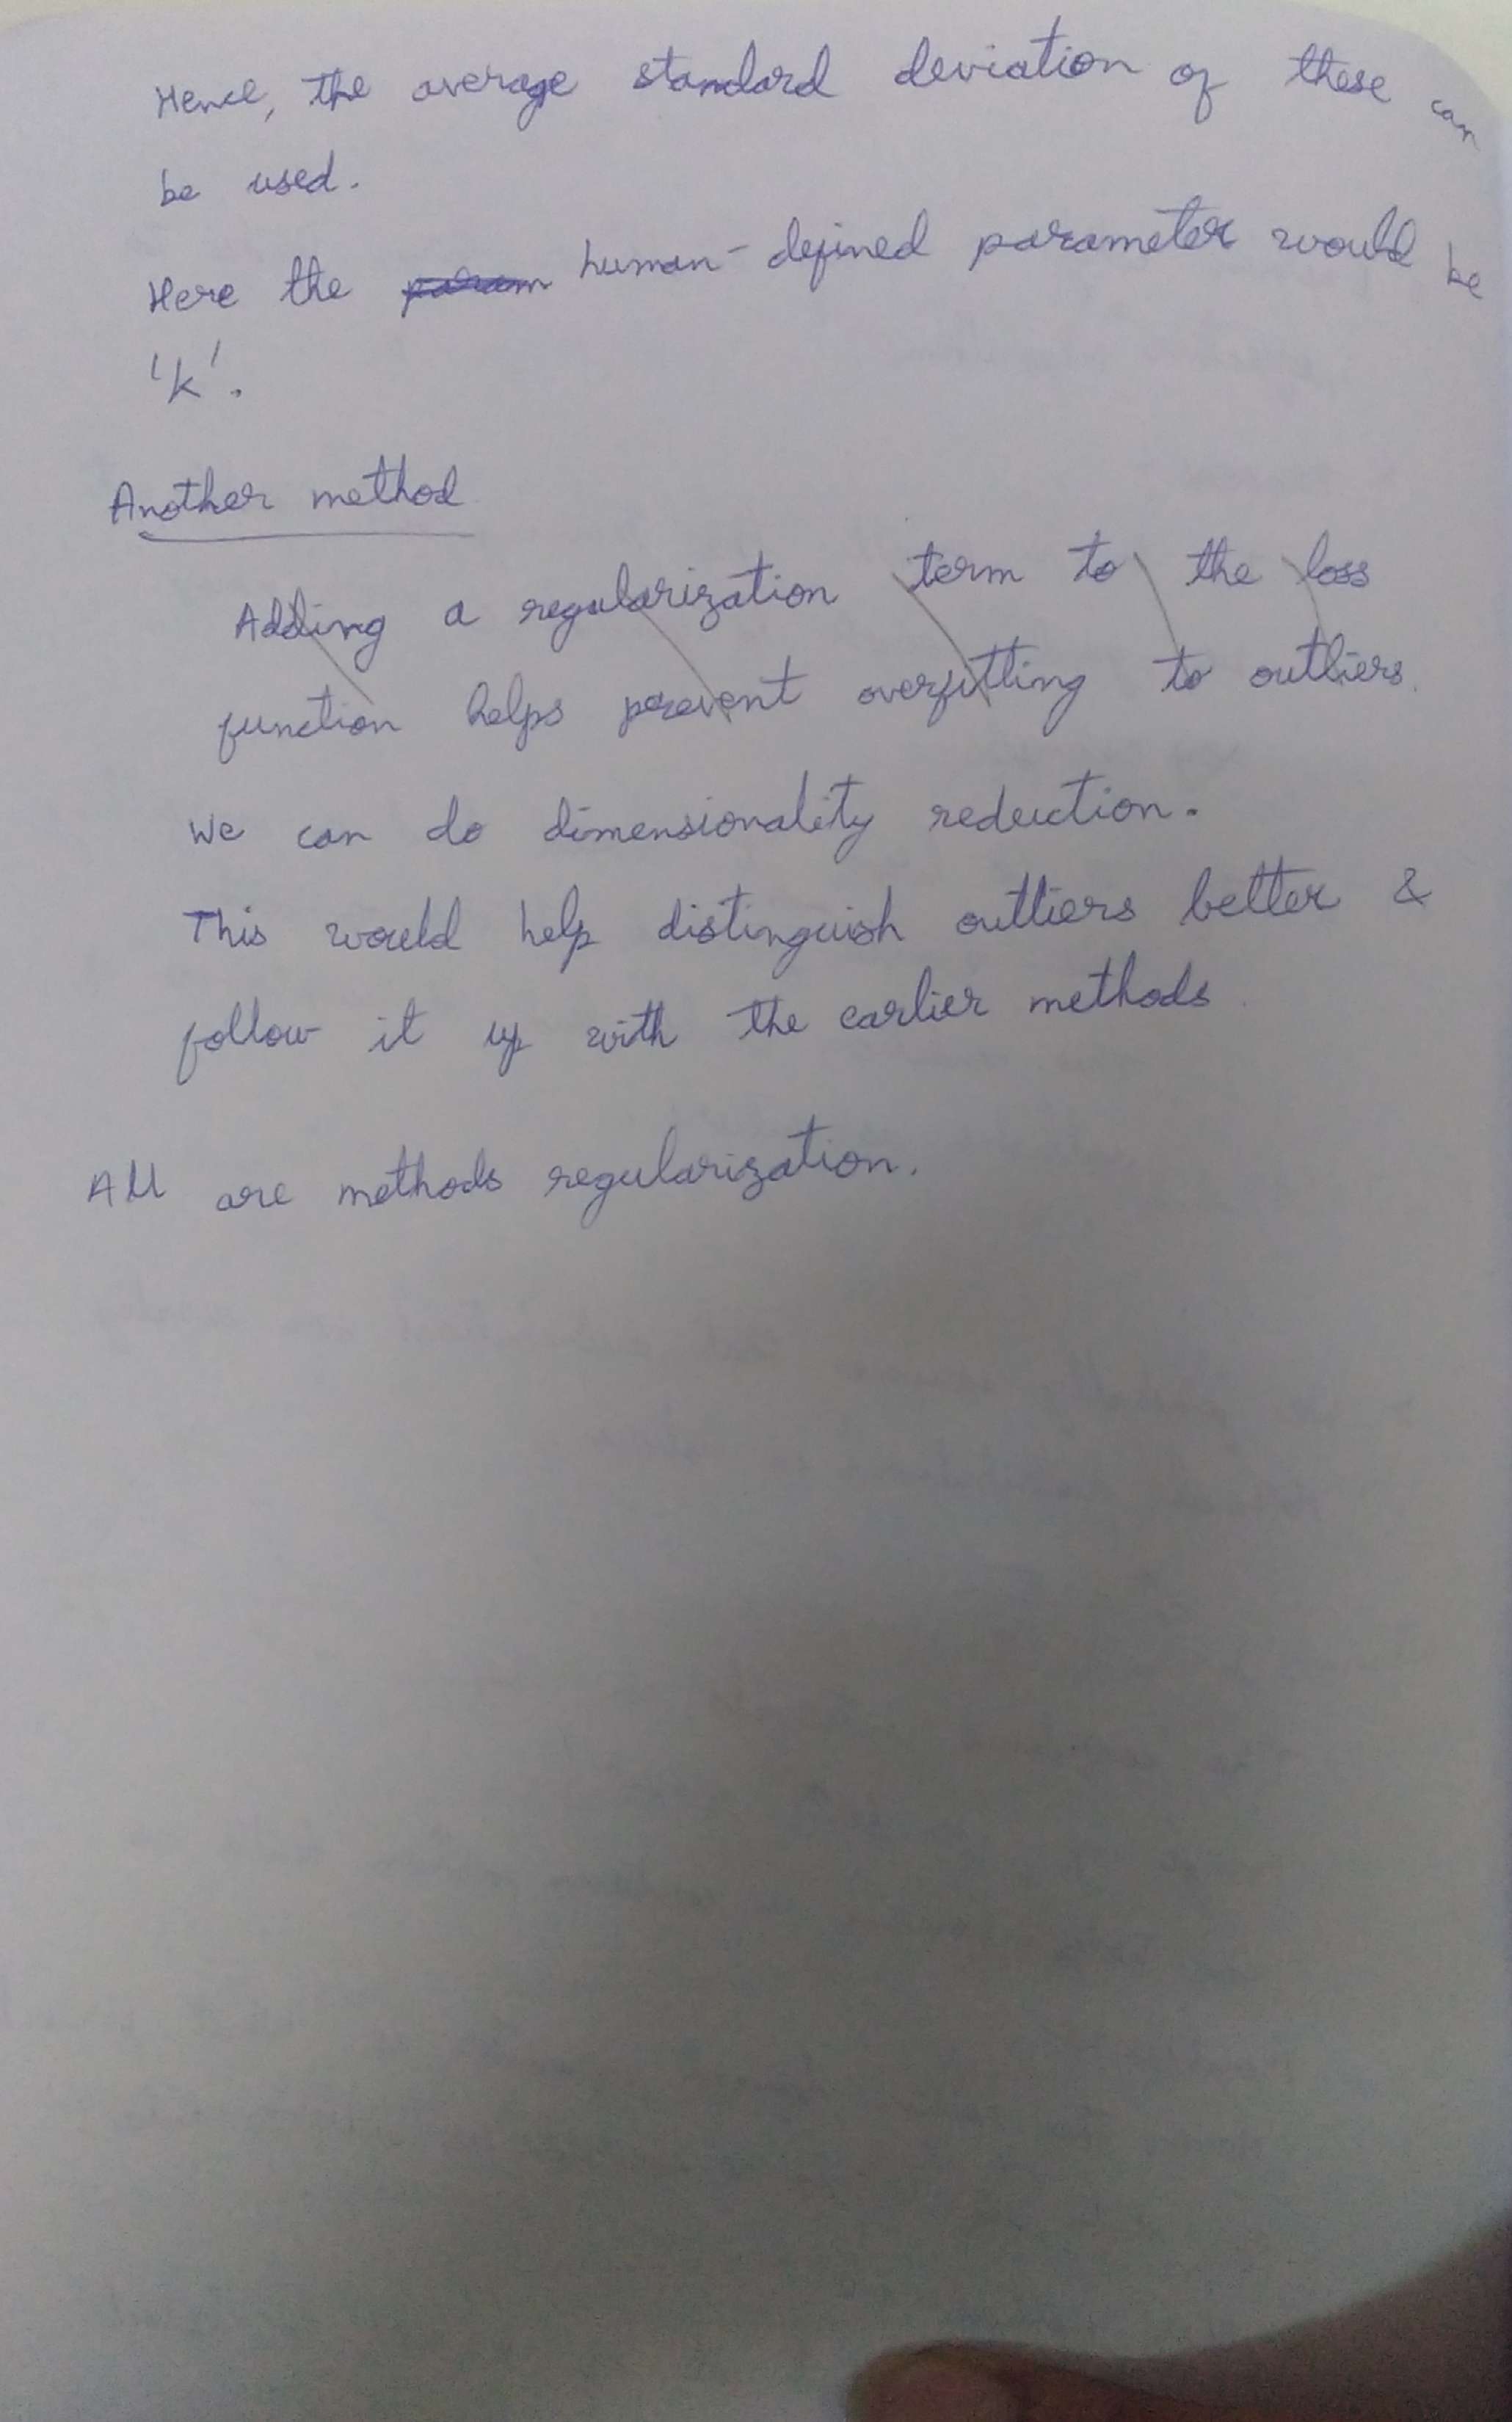 Hence, the average standard deviation of these can
be used.
Here the param human-defined parameter would be
'k'.
Another method
Adding a regularization term to the loss
function helps prevent overfitting to outliers.
We can do dimensionality reduction.
This would help distinguish outliers better &
follow it up with the earlier methods
All are methods regularization.